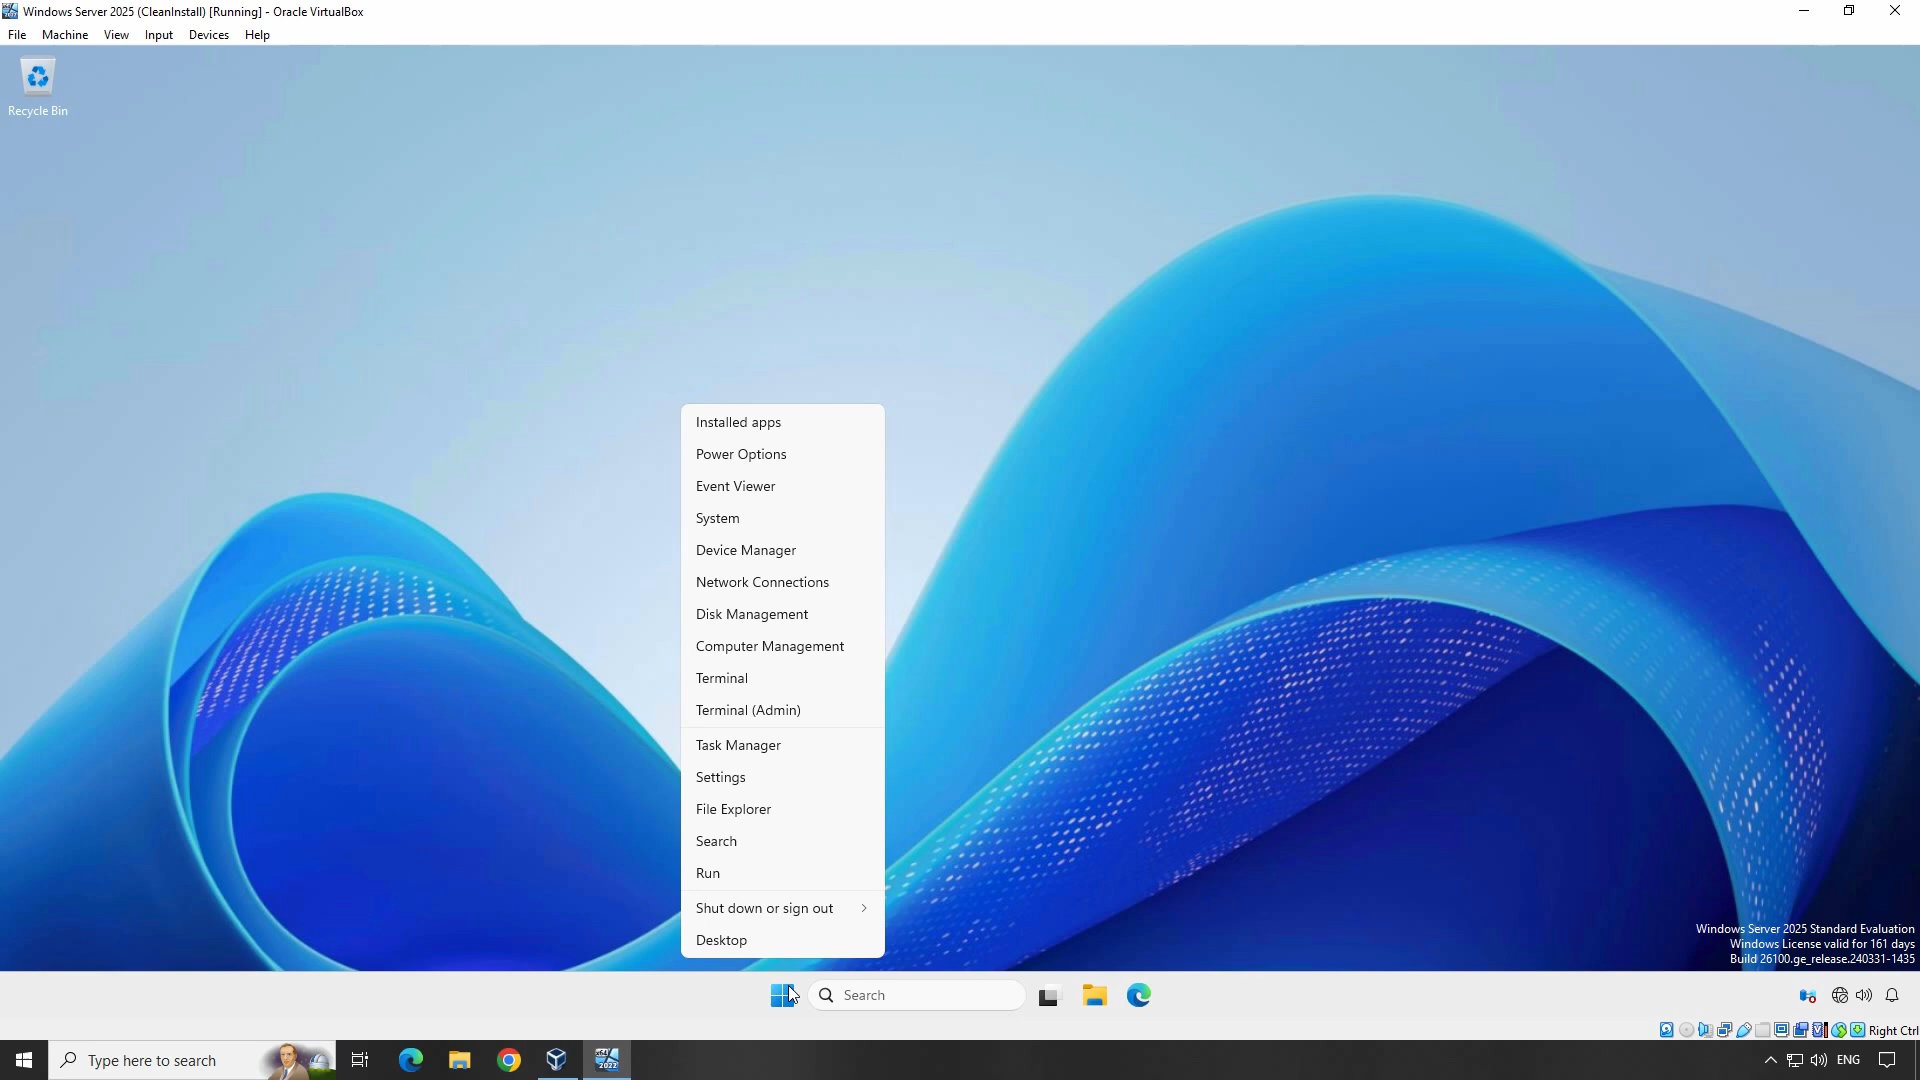 Windows Server 2025 (CleanInstall) [Running] - Oracle VirtualBox
File Machine View Input Devices Help
Recycle Bin
Installed apps
Power Options
Event Viewer
System
Device Manager
Network Connections
Disk Management
Computer Management
Terminal
Terminal (Admin)
Task Manager
Settings
File Explorer
Search
Run
Shut down or sign out
Desktop
Windows Server 2025 Standard Evaluation
Windows License valid for 161 days
Build 26100.ge_release.240331-1435
Search
Right Ctrl
Type here to search
x64
2022
ENG